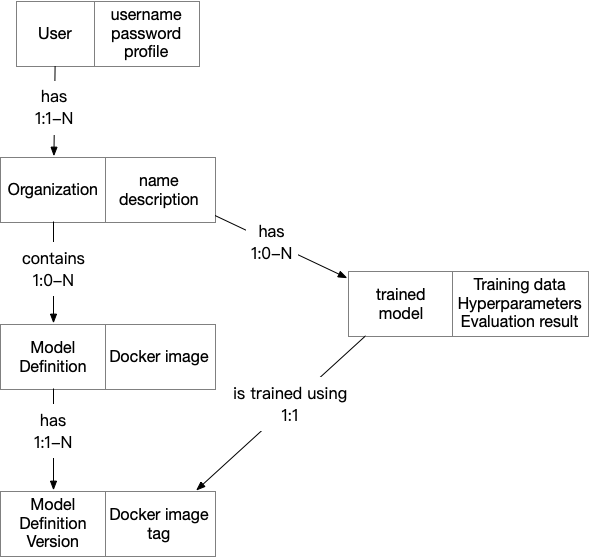 User
username
password
profile
has
1:1–N
Organization
name
description
has
1:0–N
contains
1:0–N
trained
model
Training data
Hyperparameters
Evaluation result
Model
Definition
Docker image
is trained using
1:1
has
1:1–N
Model
Definition
Version
Docker image
tag